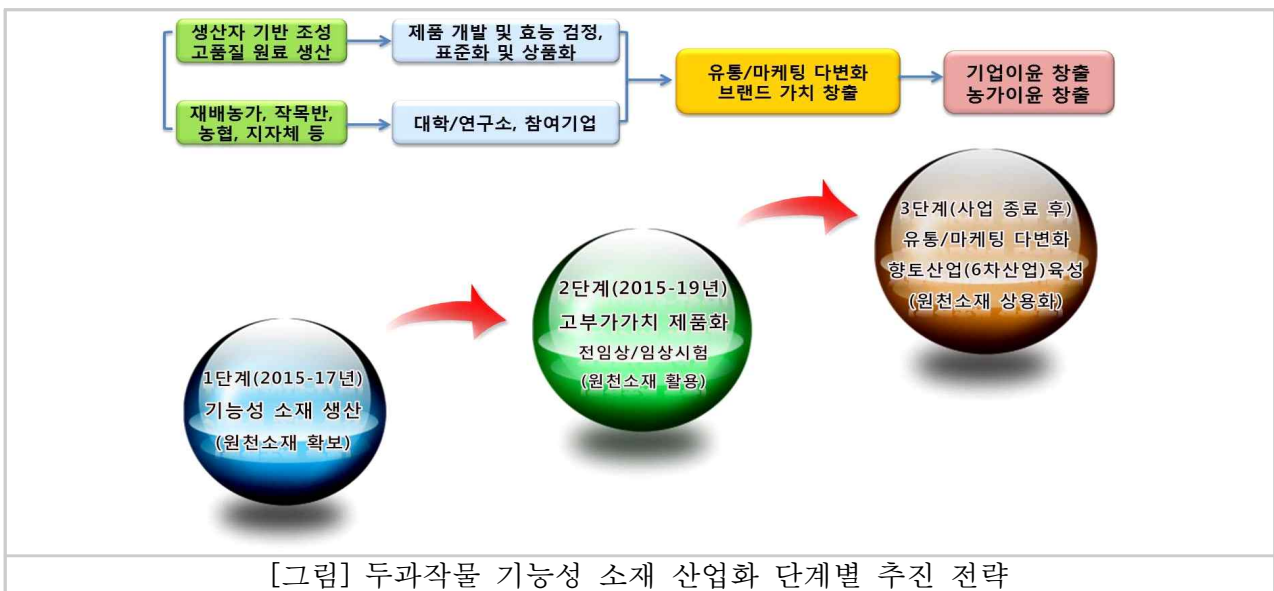 생산자 기반 조성
고품질 원료 생산
제품 개발 및 효능 검정,
표준화 및 상품화
유통/마케팅 다변화
브랜드 가치 창출
기업이윤 창출
농가이윤 창출
재배농가, 작목반,
농협, 지자체 등
대학/연구소, 참여기업
3단계(사업 종료 후)
유통/마케팅 다변화
향토산업(6차산업)육성
(원천소재 상용화)
2단계(2015-19년)
고부가가치 제품화
전임상/임상시험
(원천소재 활용)
1단계(2015-17년)
기능성 소재 생산
(원천소재 확보)
[그림] 두과작물 기능성 소재 산업화 단계별 추진 전략